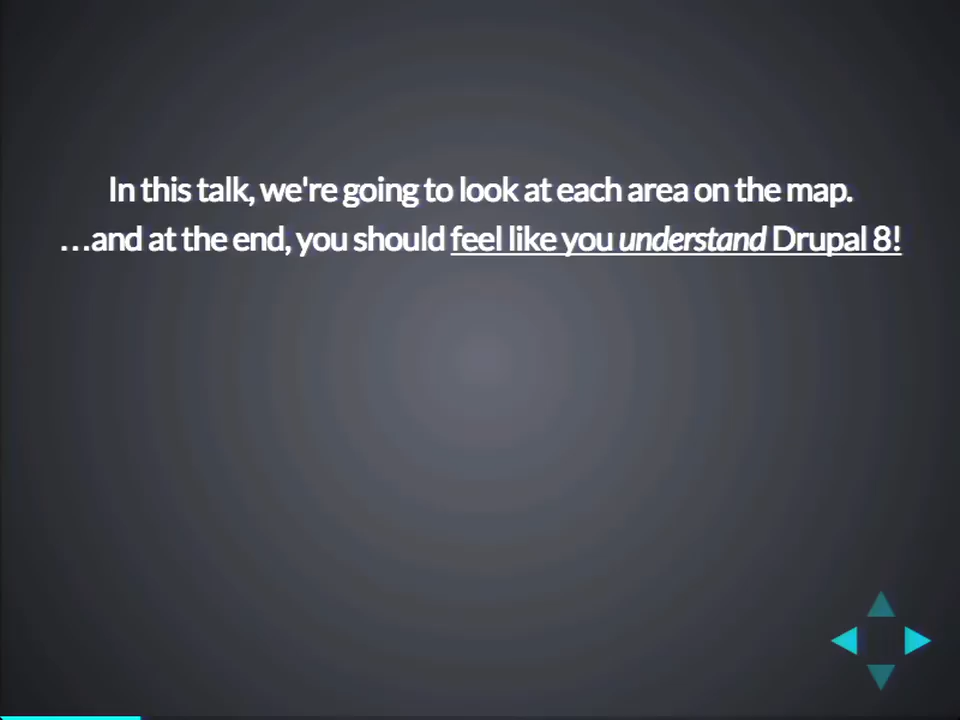 In this talk, we're going to look at each area on the map.
…and at the end, you should feel like you understand Drupal 8!